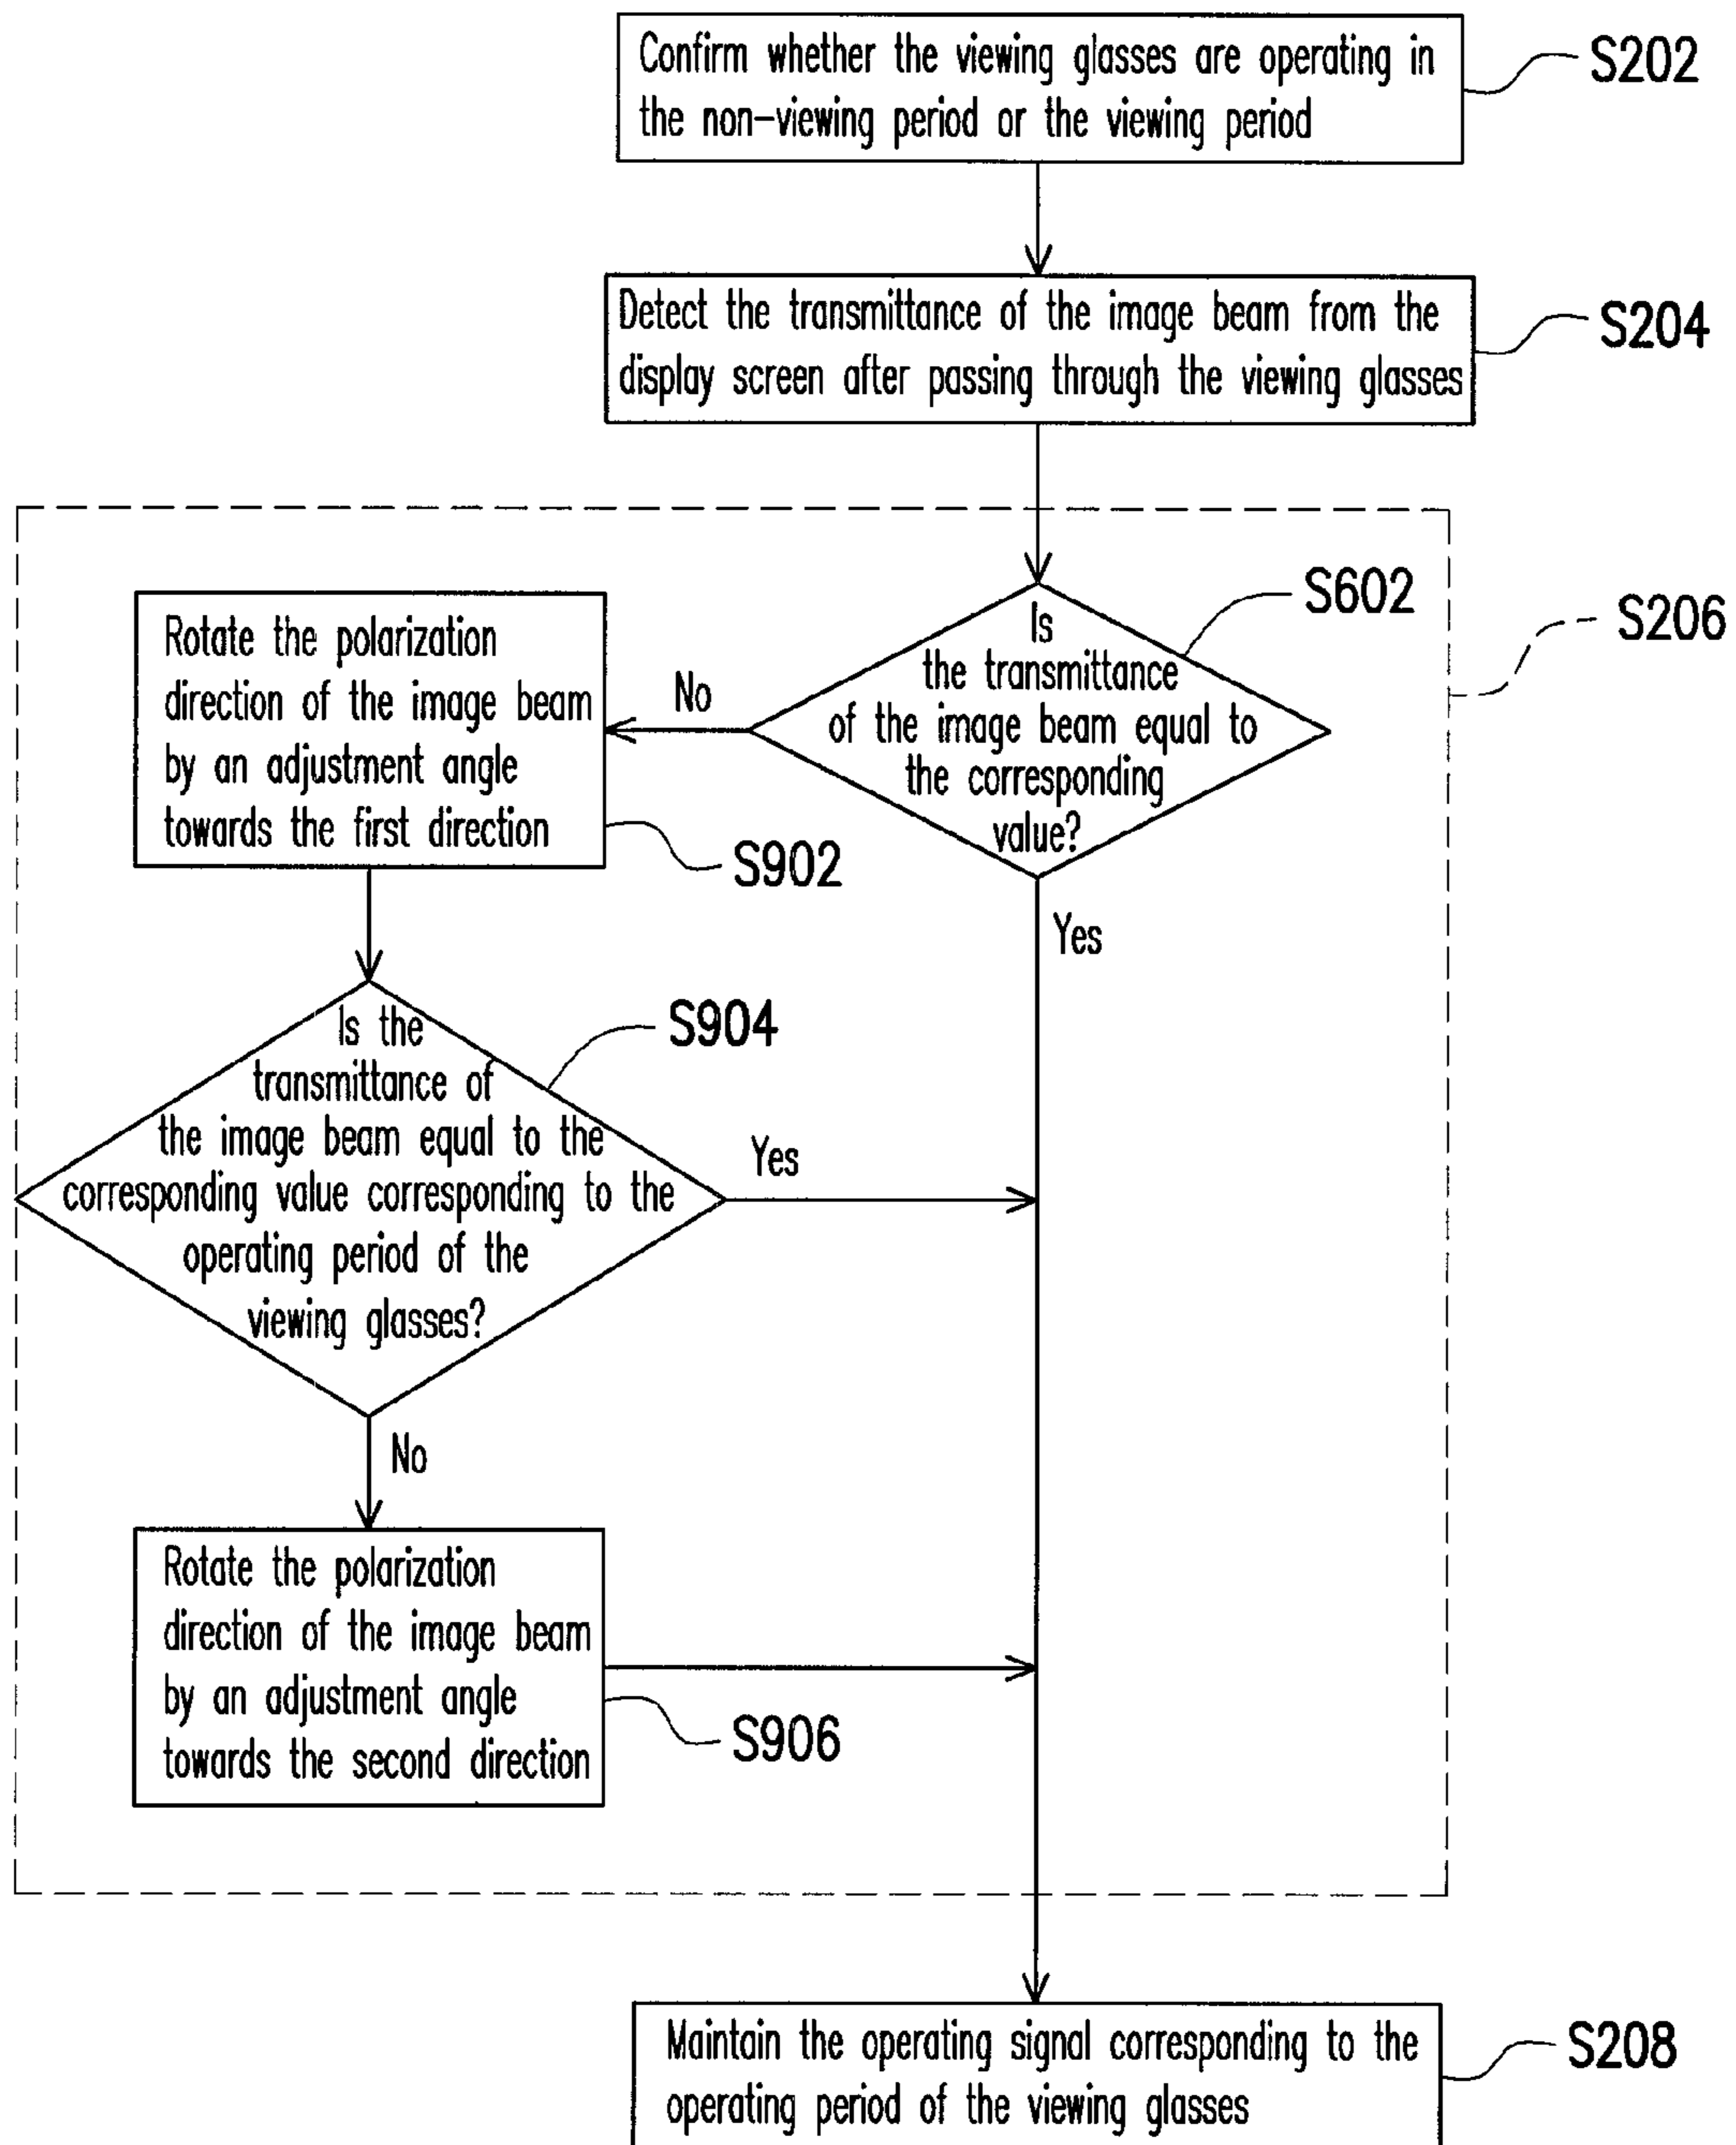 Confirm whether the viewing glasses are operating in
the non-viewing period or the viewing period
S202
Detect the transmittance of the image beam from the
display screen after passing through the viewing glasses
S204
S206
Is
the transmittance
of the image beam equal to
the corresponding
value?
S602
No
Yes
Rotate the polarization
direction of the image beam
by an adjustment angle
towards the first direction
S902
Is the
transmittance of
the image beam equal to the
corresponding value corresponding to the
operating period of the
viewing glasses?
S904
Yes
No
Rotate the polarization
direction of the image beam
by an adjustment angle
towards the second direction
S906
Maintain the operating signal corresponding to the
operating period of the viewing glasses
S208